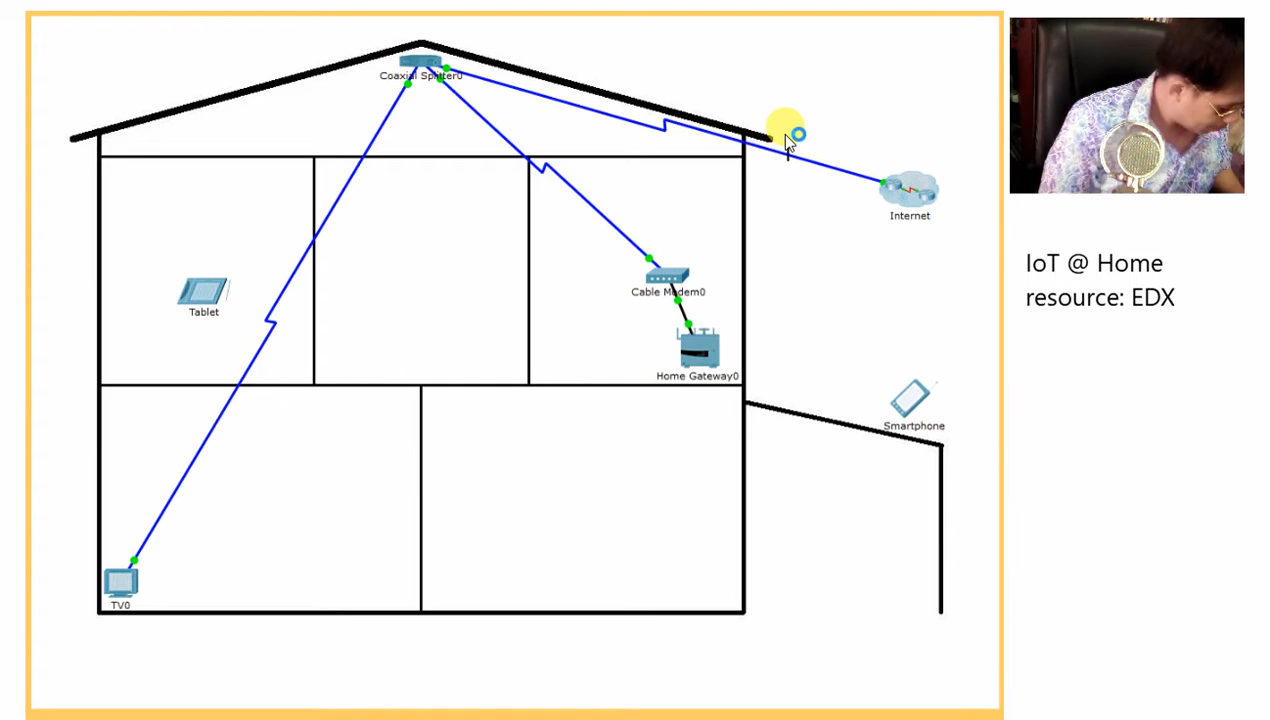 Coaxial Splitter0
Internet
Cable Modem0
Tablet
Home Gateway0
Smartphone
TV0
IoT @ Home
resource: EDX